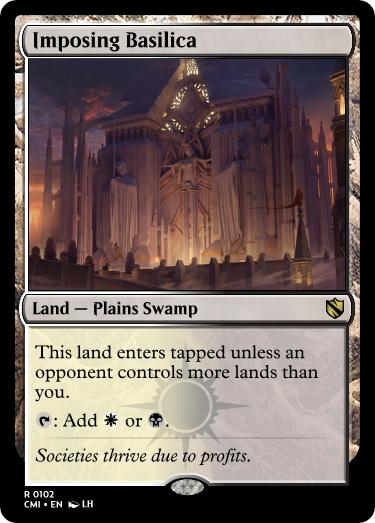 Imposing Basilica
Land — Plains Swamp
This land enters tapped unless an
opponent controls more lands than
you.
: Add or .
Societies thrive due to profits.
R 0102
CMI • EN LH